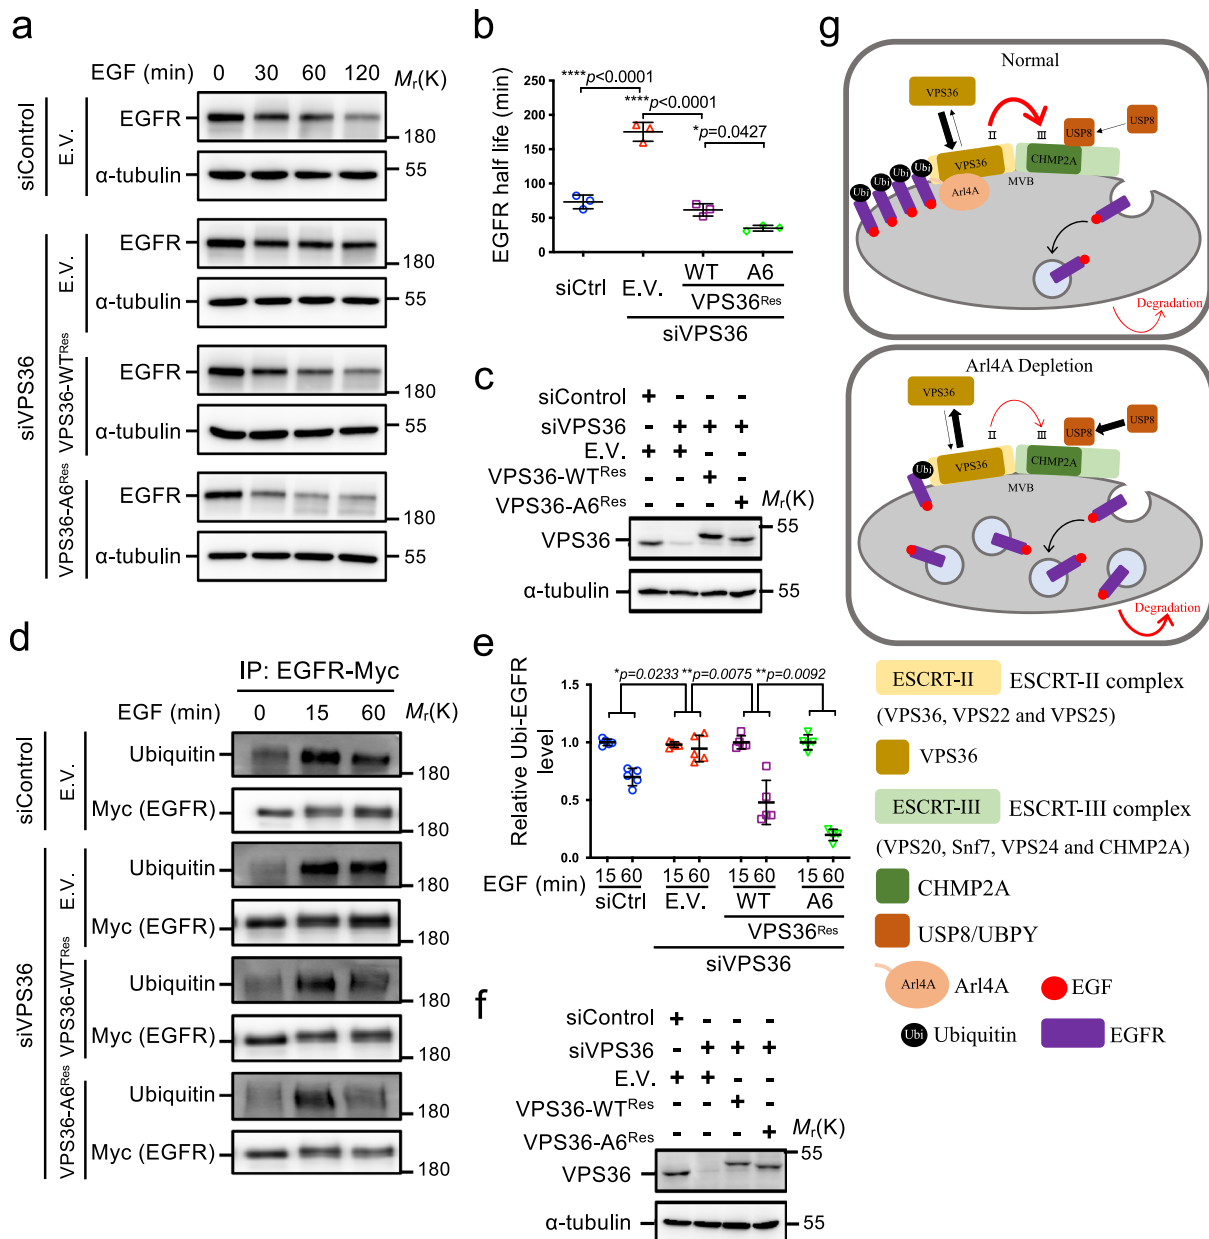 a
EGF (min) 0 30 60 120 Mr(K)
siControl
E.V.
EGFR
180
α-tubulin
55
siVPS36
E.V.
EGFR
180
α-tubulin
55
VPS36-WTRes
EGFR
180
α-tubulin
55
VPS36-A6Res
EGFR
180
α-tubulin
55
b
EGFR half life (min)
250
200
150
100
50
0
****p<0.0001
****p<0.0001
*p=0.0427
siCtrl E.V. WT A6
VPS36Res
siVPS36
c
siControl + - - -
siVPS36 - + + +
E.V. + + - -
VPS36-WTRes - - + -
VPS36-A6Res - - - + Mr(K)
VPS36
55
α-tubulin
55
d
IP: EGFR-Myc
EGF (min) 0 15 60 Mr(K)
siControl
E.V.
Ubiquitin
180
Myc (EGFR)
180
siVPS36
E.V.
Ubiquitin
180
Myc (EGFR)
180
VPS36-WTRes
Ubiquitin
180
Myc (EGFR)
180
VPS36-A6Res
Ubiquitin
180
Myc (EGFR)
180
e
Relative Ubi-EGFR
level
1.5
1.0
0.5
0.0
*p=0.0233 **p=0.0075 **p=0.0092
EGF (min) 15 60 15 60 15 60 15 60
siCtrl E.V. WT A6
VPS36Res
siVPS36
f
siControl + - - -
siVPS36 - + + +
E.V. + + - -
VPS36-WTRes - - + -
VPS36-A6Res - - - + Mr(K)
VPS36
55
α-tubulin
55
g
Normal
VPS36
II III
USP8 USP8
Ubi Ubi Ubi Ubi
VPS36 CHMP2A
MVB
Arl4A
Degradation
Arl4A Depletion
VPS36
II III
USP8 USP8
Ubi VPS36 CHMP2A
MVB
Degradation
ESCRT-II ESCRT-II complex
(VPS36, VPS22 and VPS25)
VPS36
ESCRT-III ESCRT-III complex
(VPS20, Snf7, VPS24 and CHMP2A)
CHMP2A
USP8/UBPY
Arl4A Arl4A EGF
Ubi Ubiquitin EGFR